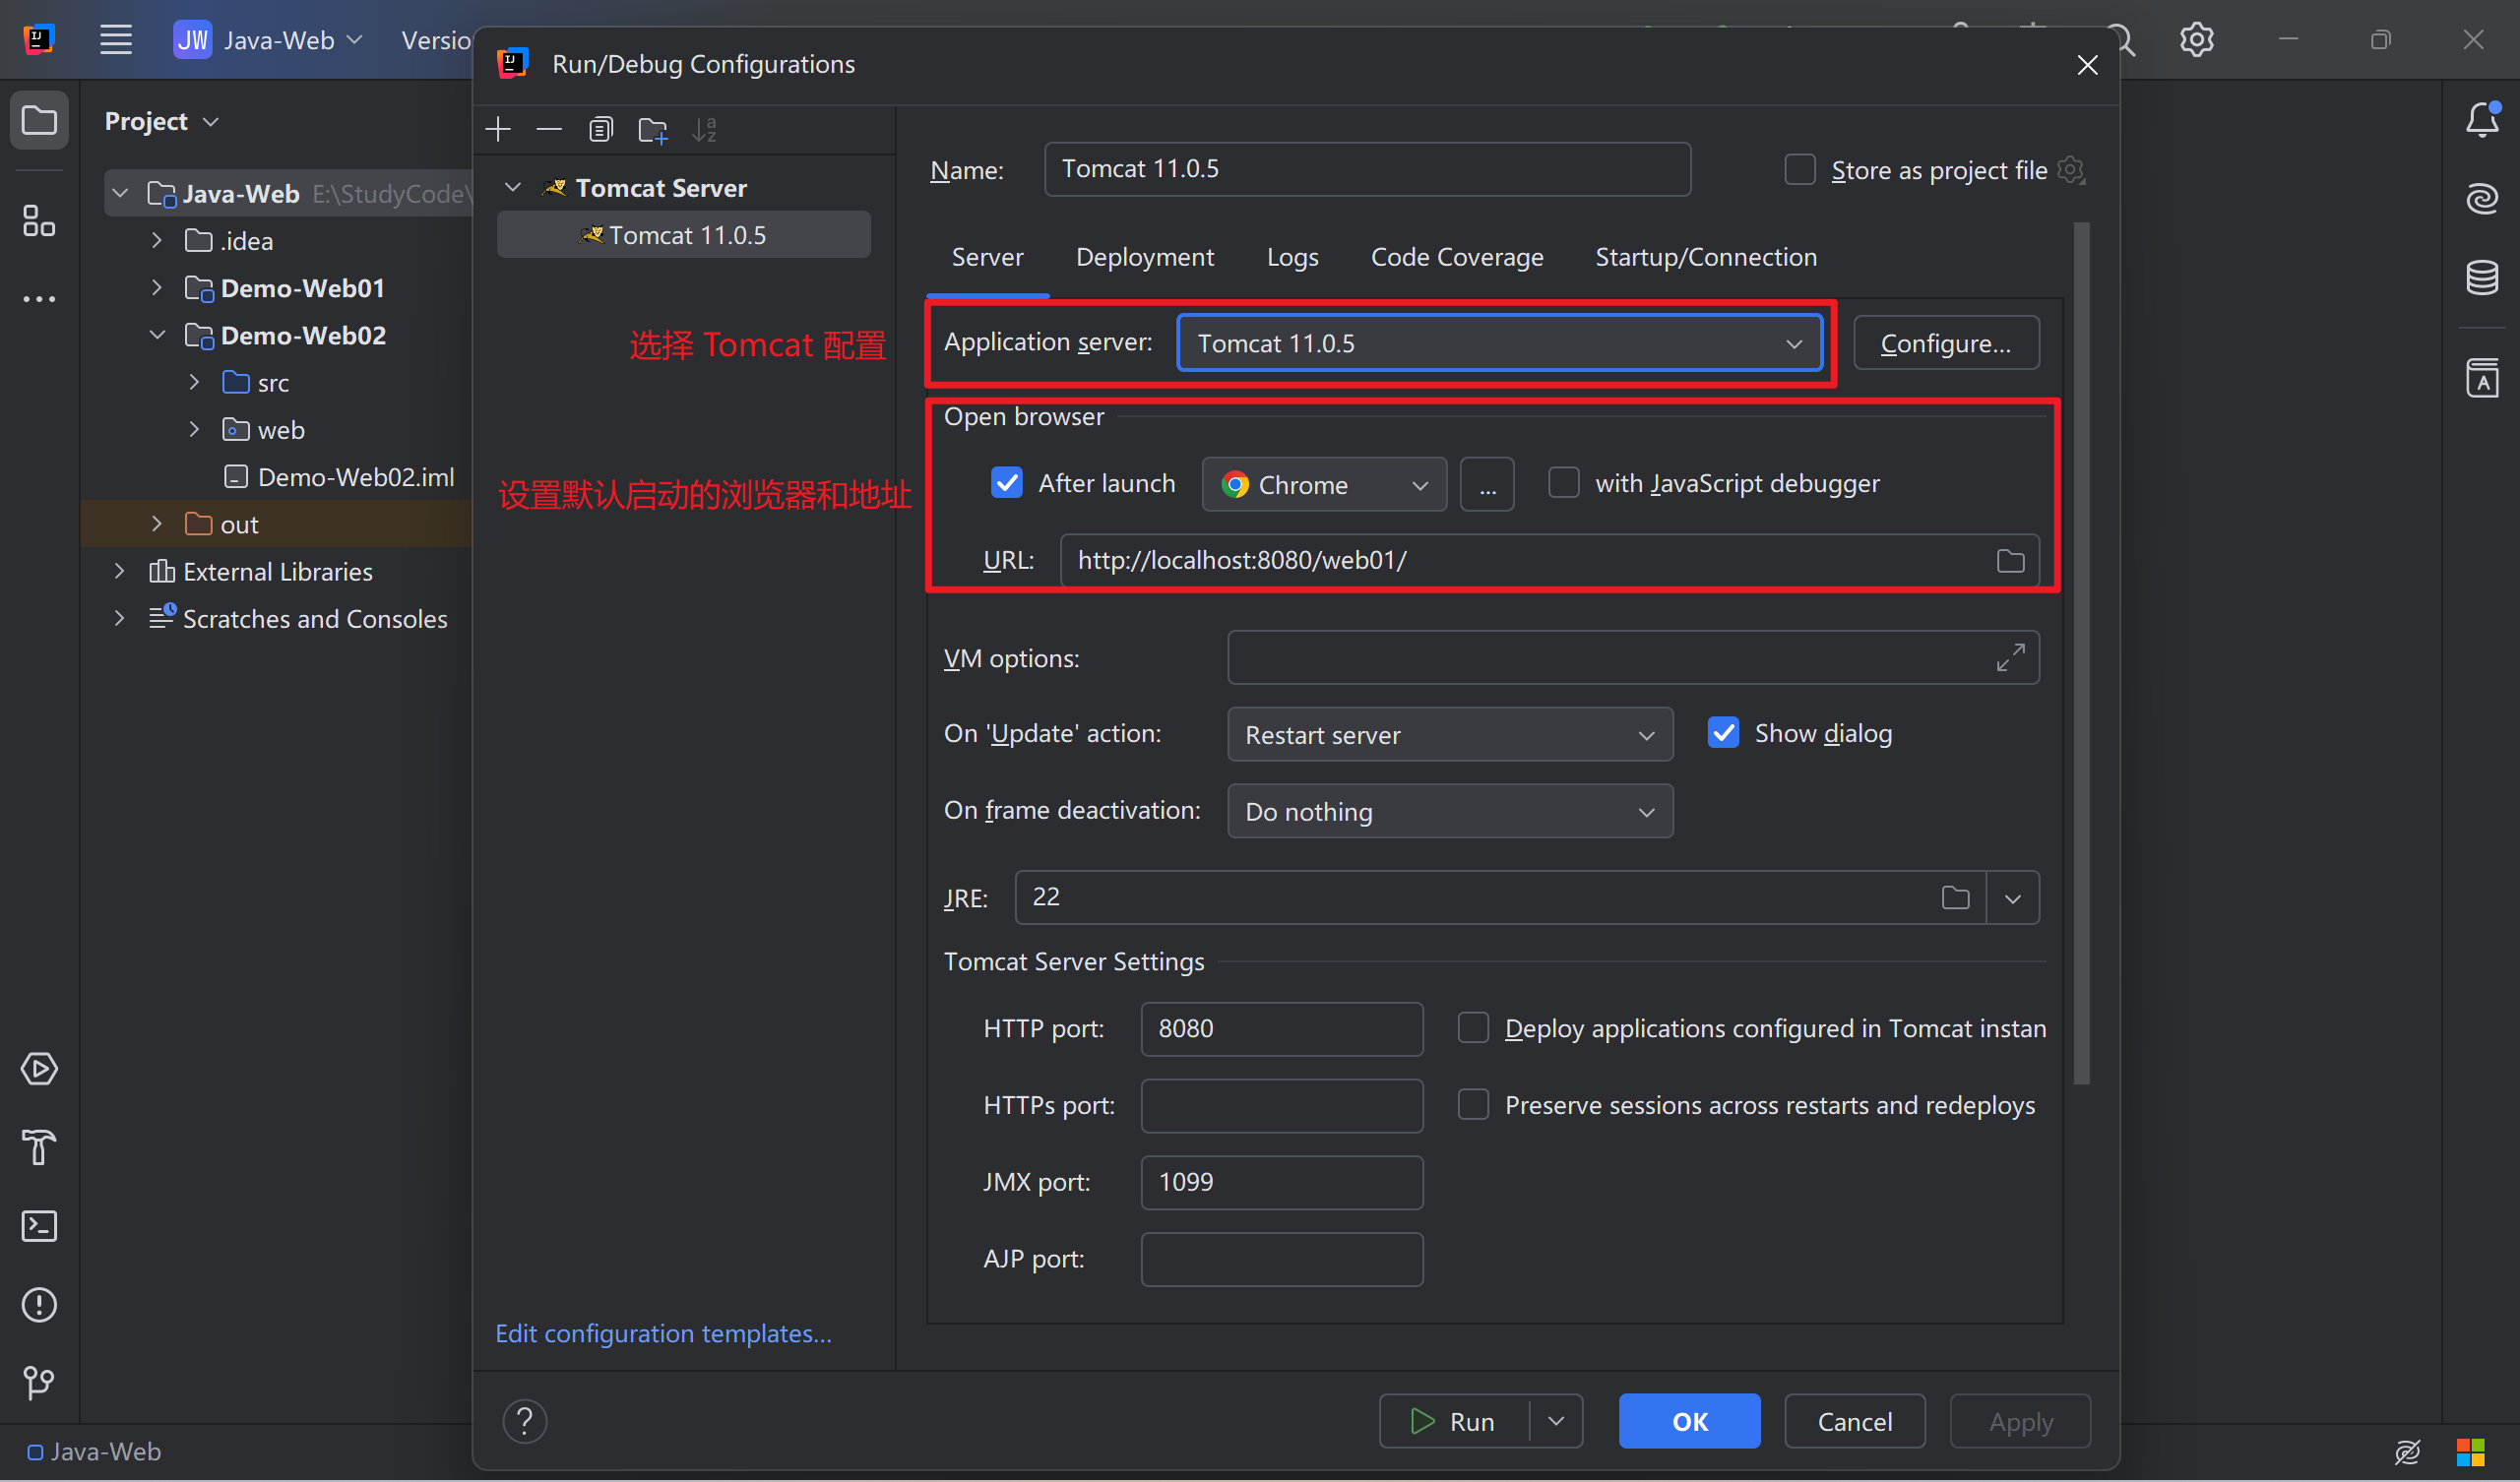 JW Java-Web Versio
Run/Debug Configurations
Project
Java-Web E:\StudyCode\
.idea
Demo-Web01
Demo-Web02
src
web
Demo-Web02.iml
out
External Libraries
Scratches and Consoles
Tomcat Server
Tomcat 11.0.5
选择 Tomcat 配置
设置默认启动的浏览器和地址
Edit configuration templates...
Name: Tomcat 11.0.5 Store as project file
Server Deployment Logs Code Coverage Startup/Connection
Application server: Tomcat 11.0.5 Configure...
Open browser
After launch Chrome ... with JavaScript debugger
URL: http://localhost:8080/web01/
VM options:
On 'Update' action: Restart server Show dialog
On frame deactivation: Do nothing
JRE: 22
Tomcat Server Settings
HTTP port: 8080 Deploy applications configured in Tomcat instan
HTTPs port: Preserve sessions across restarts and redeploys
JMX port: 1099
AJP port:
? Run OK Cancel Apply
Java-Web